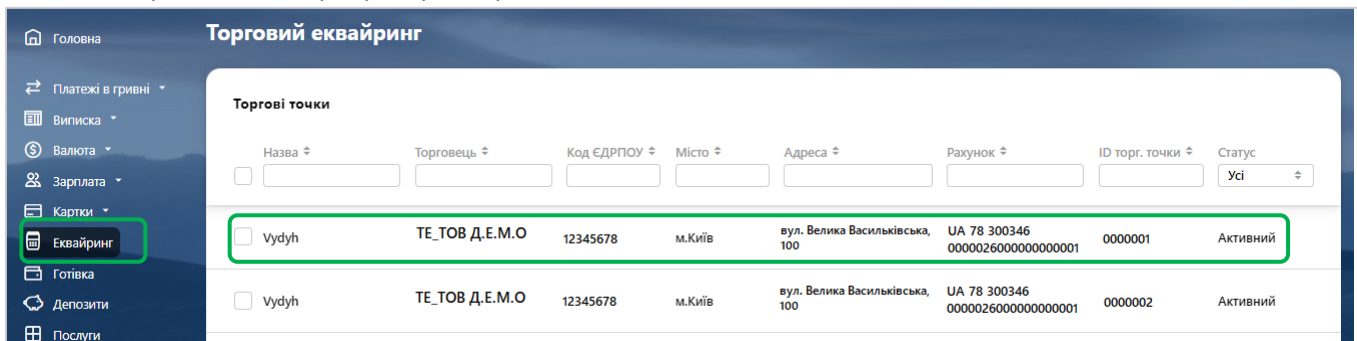 Торговий еквайринг
Головна
Платежі в гривні
Виписка
Валюта
Зарплата
Картки
Еквайринг
Готівка
Депозити
Послуги
Торгові точки
Назва Торговець Код ЄДРПОУ Місто Адреса Рахунок ID торг. точки Статус
Усі
Vydyh ТЕ_ТОВ Д.Е.М.О 12345678 м.Київ вул. Велика Васильківська, 100 UA 78 300346 0000026000000000001 0000001 Активний
Vydyh ТЕ_ТОВ Д.Е.М.О 12345678 м.Київ вул. Велика Васильківська, 100 UA 78 300346 0000026000000000001 0000002 Активний